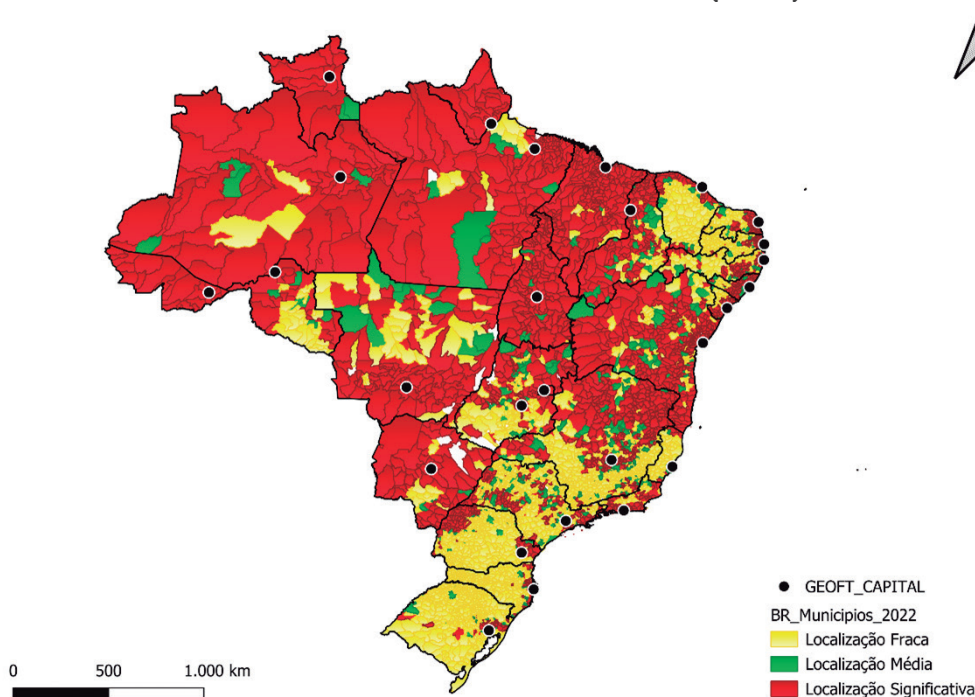 GEOFT_CAPITAL
BR_Municipios_2022
Localização Fraca
Localização Média
Localização Significativa
0 500 1.000 km